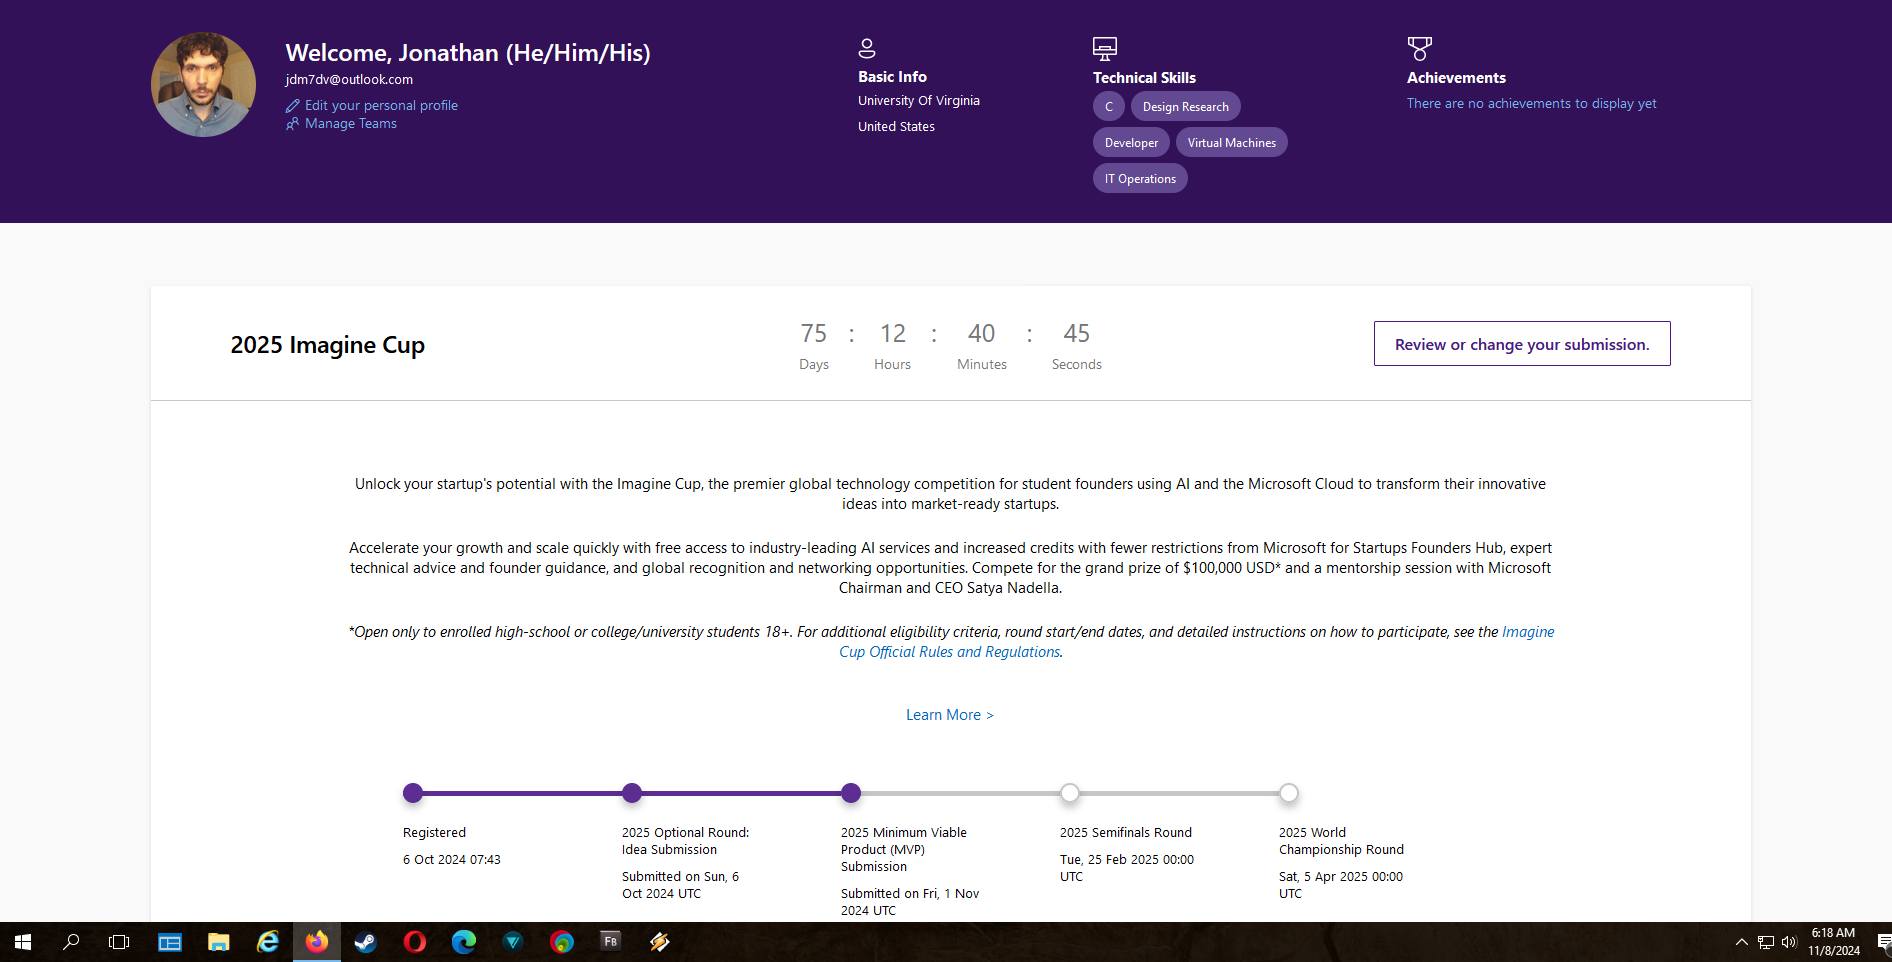 Welcome, Jonathan (He/Him/His)
jdm7dv@outlook.com
Edit your personal profile
Manage Teams
Basic Info
University Of Virginia
United States
Technical Skills
C
Design Research
Developer
Virtual Machines
IT Operations
Achievements
There are no achievements to display yet
2025 Imagine Cup
75 : 12 : 40 : 45
Days Hours Minutes Seconds
Review or change your submission.
Unlock your startup's potential with the Imagine Cup, the premier global technology competition for student founders using AI and the Microsoft Cloud to transform their innovative
ideas into market-ready startups.
Accelerate your growth and scale quickly with free access to industry-leading AI services and increased credits with fewer restrictions from Microsoft for Startups Founders Hub, expert
technical advice and founder guidance, and global recognition and networking opportunities. Compete for the grand prize of $100,000 USD* and a mentorship session with Microsoft
Chairman and CEO Satya Nadella.
*Open only to enrolled high-school or college/university students 18+. For additional eligibility criteria, round start/end dates, and detailed instructions on how to participate, see the Imagine
Cup Official Rules and Regulations.
Learn More >
Registered
6 Oct 2024 07:43
2025 Optional Round:
Idea Submission
Submitted on Sun, 6
Oct 2024 UTC
2025 Minimum Viable
Product (MVP)
Submission
Submitted on Fri, 1 Nov
2024 UTC
2025 Semifinals Round
Tue, 25 Feb 2025 00:00
UTC
2025 World
Championship Round
Sat, 5 Apr 2025 00:00
UTC
FB
6:18 AM
11/8/2024